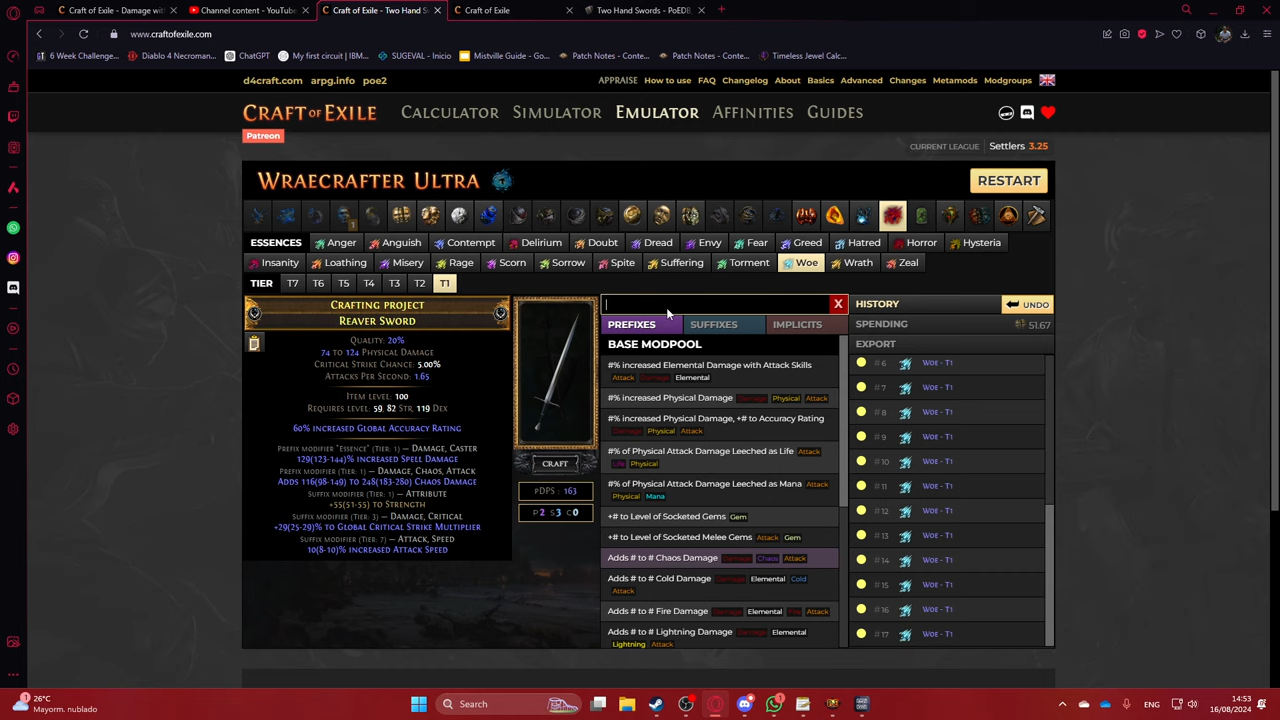 Craft of Exile - Damage wit
Channel content - YouTube
Craft of Exile - Two Hand S
Craft of Exile
Two Hand Swords - PoEDB
www.craftofexile.com
6 Week Challenge...
Diablo 4 Necroman...
ChatGPT
My first circuit | IBM...
SUGEVAL - Inicio
Mistville Guide - Go...
Patch Notes - Conte...
Patch Notes - Conte...
Timeless Jewel Calc...
d4craft.com arpg.info poe2
APPRAISE How to use FAQ Changelog About Basics Advanced Changes Metamods Modgroups
CRAFT OF EXILE CALCULATOR SIMULATOR EMULATOR AFFINITIES GUIDES
Patreon
CURRENT LEAGUE Settlers 3.25
WRAECRAFTER ULTRA
RESTART
1
ESSENCES Anger Anguish Contempt Delirium Doubt Dread Envy Fear Greed Hatred Horror Hysteria
Insanity Loathing Misery Rage Scorn Sorrow Spite Suffering Torment Woe Wrath Zeal
TIER T7 T6 T5 T4 T3 T2 T1
CRAFTING PROJECT
REAVER SWORD
QUALITY: 20%
74 TO 124 PHYSICAL DAMAGE
CRITICAL STRIKE CHANCE: 5.00%
ATTACKS PER SECOND: 1.65
ITEM LEVEL: 100
REQUIRES LEVEL: 59, 82 STR, 119 DEX
60% INCREASED GLOBAL ACCURACY RATING
PREFIX MODIFIER "ESSENCE" (TIER: 1) — DAMAGE, CASTER
129(123-144)% INCREASED SPELL DAMAGE
PREFIX MODIFIER (TIER: 1) — DAMAGE, CHAOS, ATTACK
ADDS 116(98-149) TO 248(183-280) CHAOS DAMAGE
SUFFIX MODIFIER (TIER: 1) — ATTRIBUTE
+55(51-55) TO STRENGTH
SUFFIX MODIFIER (TIER: 3) — DAMAGE, CRITICAL
+29(25-29)% TO GLOBAL CRITICAL STRIKE MULTIPLIER
SUFFIX MODIFIER (TIER: 7) — ATTACK, SPEED
10(8-10)% INCREASED ATTACK SPEED
CRAFT
PDPS : 163
P 2 S 3 C 0
X
PREFIXES SUFFIXES IMPLICITS
BASE MODPOOL
#% increased Elemental Damage with Attack Skills
Attack Damage Elemental
#% increased Physical Damage Damage Physical Attack
#% increased Physical Damage, +# to Accuracy Rating
Damage Physical Attack
#% of Physical Attack Damage Leeched as Life Attack
Life Physical
#% of Physical Attack Damage Leeched as Mana Attack
Physical Mana
+# to Level of Socketed Gems Gem
+# to Level of Socketed Melee Gems Attack Gem
Adds # to # Chaos Damage Damage Chaos Attack
Adds # to # Cold Damage Damage Elemental Cold
Attack
Adds # to # Fire Damage Damage Elemental Fire Attack
Adds # to # Lightning Damage Damage Elemental
Lightning Attack
HISTORY UNDO
SPENDING 51.67
EXPORT
#6 WOE - T1
#7 WOE - T1
#8 WOE - T1
#9 WOE - T1
#10 WOE - T1
#11 WOE - T1
#12 WOE - T1
#13 WOE - T1
#14 WOE - T1
#15 WOE - T1
#16 WOE - T1
#17 WOE - T1
1
26°C
Mayorm. nublado
Search
14:53
16/08/2024